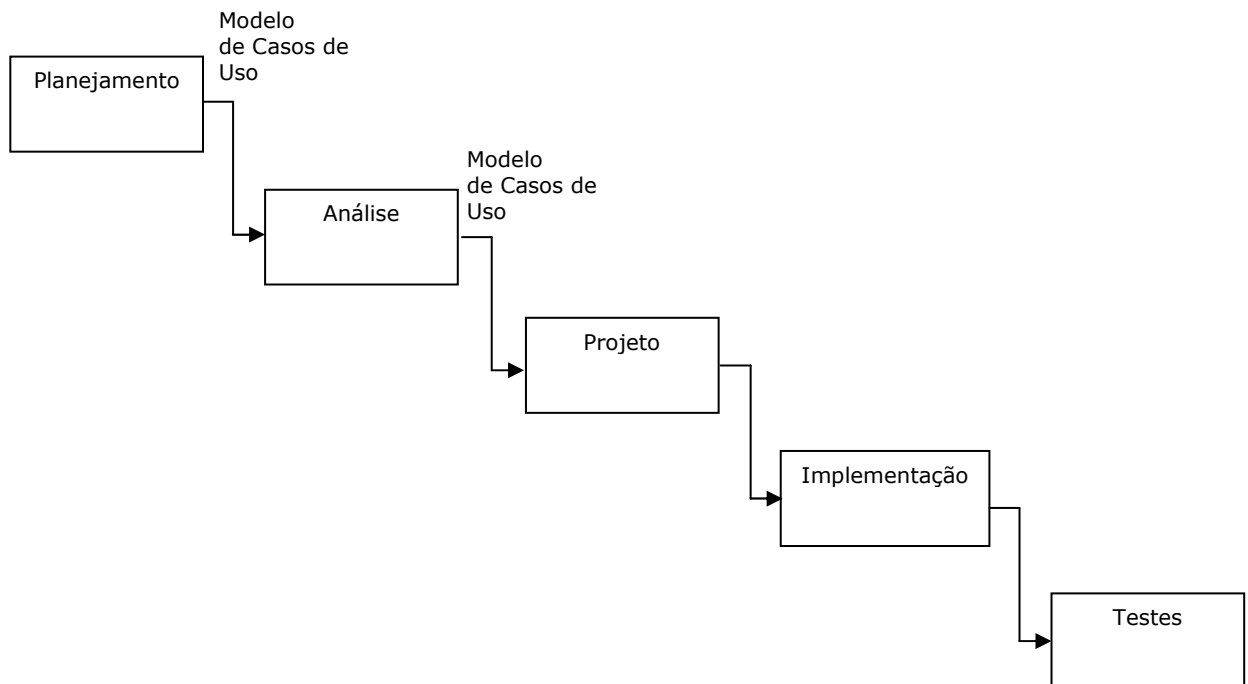 Modelo
de Casos de
Uso
Planejamento
Modelo
de Casos de
Uso
Análise
Projeto
Implementação
Testes